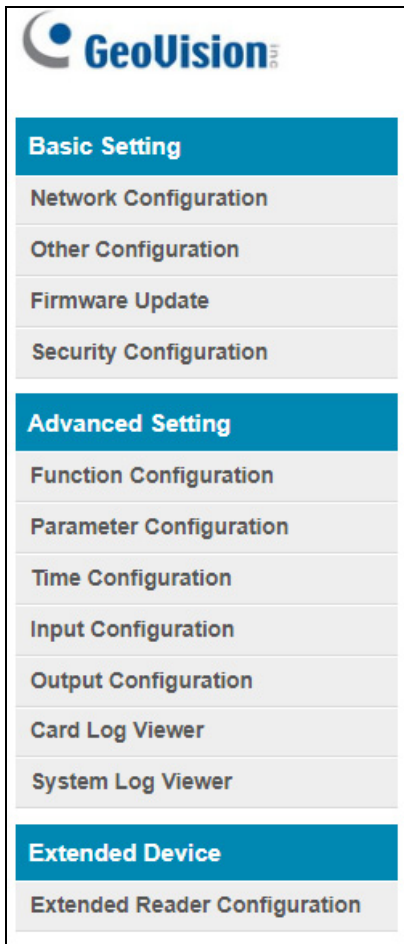 GeoVision inc
Basic Setting
Network Configuration
Other Configuration
Firmware Update
Security Configuration
Advanced Setting
Function Configuration
Parameter Configuration
Time Configuration
Input Configuration
Output Configuration
Card Log Viewer
System Log Viewer
Extended Device
Extended Reader Configuration